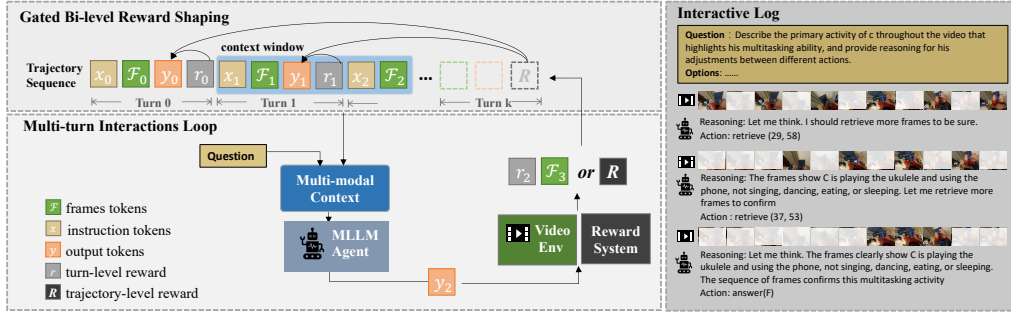 Gated Bi-level Reward Shaping
context window
Trajectory
Sequence
x0 F0 y0 r0 x1 F1 y1 r1 x2 F2 ... R
Turn 0 Turn 1 Turn k
Multi-turn Interactions Loop
Question
Multi-modal
Context
MLLM
Agent
y2
r2 F3 or R
Video
Env
Reward
System
F frames tokens
x instruction tokens
y output tokens
r turn-level reward
R trajectory-level reward
Interactive Log
Question : Describe the primary activity of c throughout the video that
highlights his multitasking ability, and provide reasoning for his
adjustments between different actions.
Options: ......
Reasoning: Let me think. I should retrieve more frames to be sure.
Action: retrieve (29, 58)
Reasoning: The frames show C is playing the ukulele and using the
phone, not singing, dancing, eating, or sleeping. Let me retrieve more
frames to confirm
Action : retrieve (37, 53)
Reasoning: Let me think. The frames clearly show C is playing the
ukulele and using the phone, not singing, dancing, eating, or sleeping.
The sequence of frames confirms this multitasking activity
Action: answer(F)